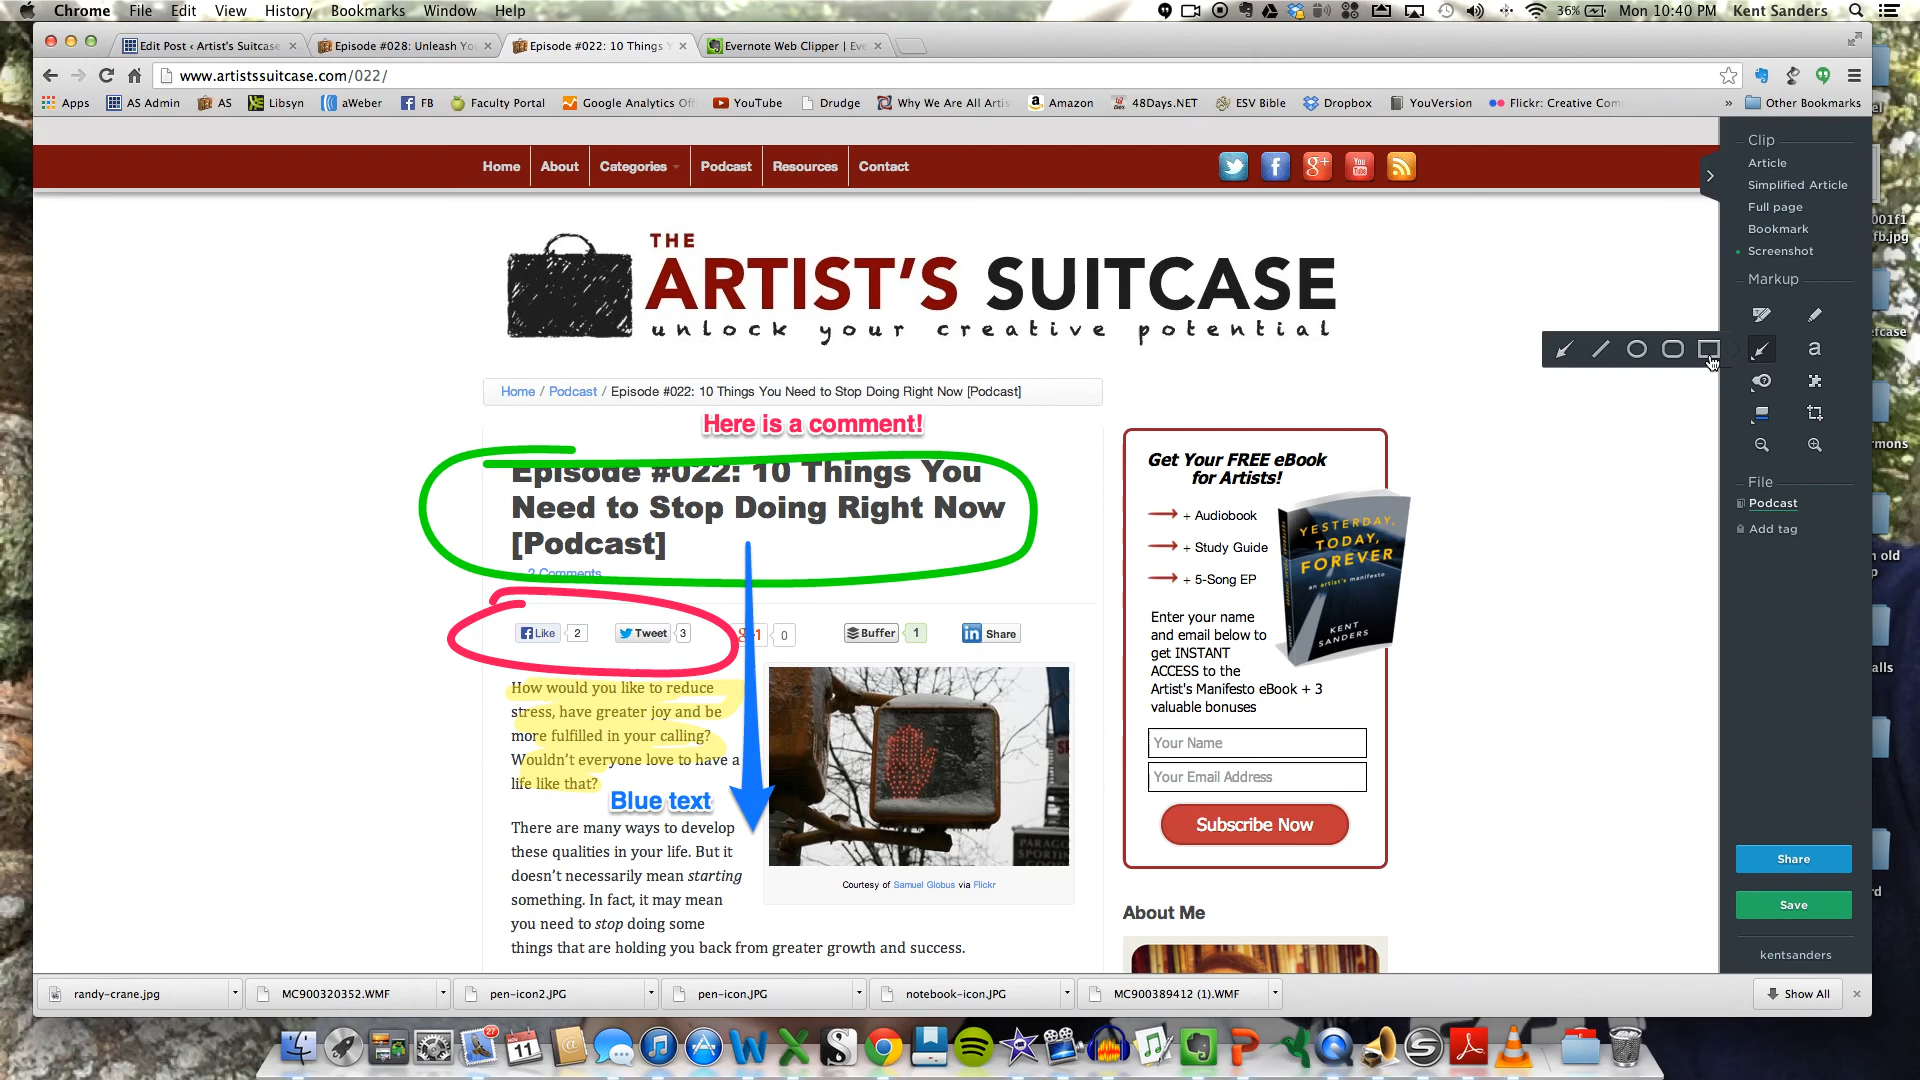 Chrome File Edit View History Bookmarks Window Help 36% Mon 10:40 PM Kent Sanders
Edit Post ‹ Artist's Suitcase Episode #028: Unleash Yo Episode #022: 10 Things Y Evernote Web Clipper | Eve
www.artistssuitcase.com/022/
Apps AS Admin AS Libsyn aWeber FB Faculty Portal Google Analytics Off YouTube Drudge Why We Are All Artis Amazon 48Days.NET ESV Bible Dropbox YouVersion Flickr: Creative Com » Other Bookmarks
Home About Categories Podcast Resources Contact
THE
ARTIST'S SUITCASE
unlock your creative potential
Home / Podcast / Episode #022: 10 Things You Need to Stop Doing Right Now [Podcast]
Here is a comment!
Episode #022: 10 Things You
Need to Stop Doing Right Now
[Podcast]
2 Comments
Like 2 Tweet 3 +1 0 Buffer 1 in Share
How would you like to reduce
stress, have greater joy and be
more fulfilled in your calling?
Wouldn't everyone love to have a
life like that?
Blue text
There are many ways to develop
these qualities in your life. But it
doesn't necessarily mean starting
something. In fact, it may mean
you need to stop doing some
things that are holding you back from greater growth and success.
Courtesy of Samuel Globus via Flickr
Get Your FREE eBook
for Artists!
+ Audiobook
+ Study Guide
+ 5-Song EP
YESTERDAY,
TODAY,
FOREVER
an artist's manifesto
KENT
SANDERS
Enter your name
and email below to
get INSTANT
ACCESS to the
Artist's Manifesto eBook + 3
valuable bonuses
Your Name
Your Email Address
Subscribe Now
About Me
Clip
Article
Simplified Article
Full page
Bookmark
Screenshot
Markup
a
File
Podcast
Add tag
Share
Save
kentsanders
randy-crane.jpg MC900320352.WMF pen-icon2.JPG pen-icon.JPG notebook-icon.JPG MC900389412 (1).WMF Show All
27
11